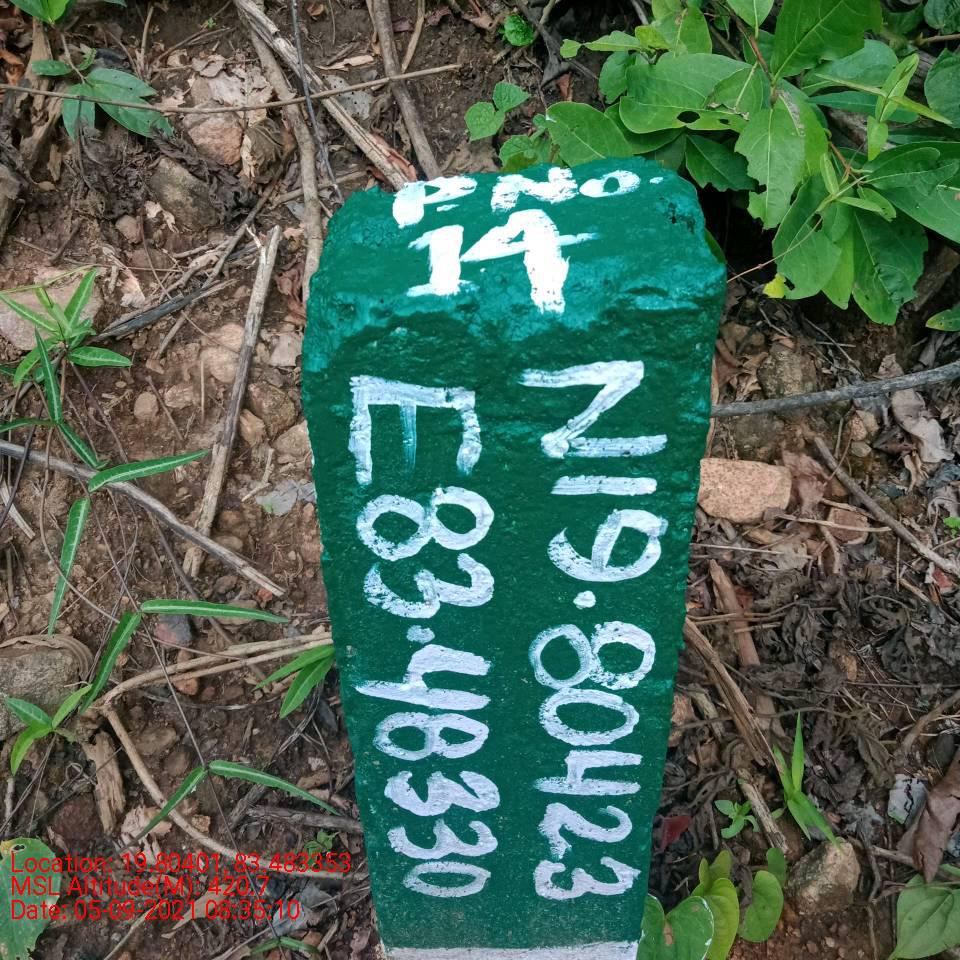 P.No.
14
N19.80423
E83.48330
Location: 19.80401, 83.483353
MSL Altitude(M): 420.7
Date: 05-09-2021 08:35:10